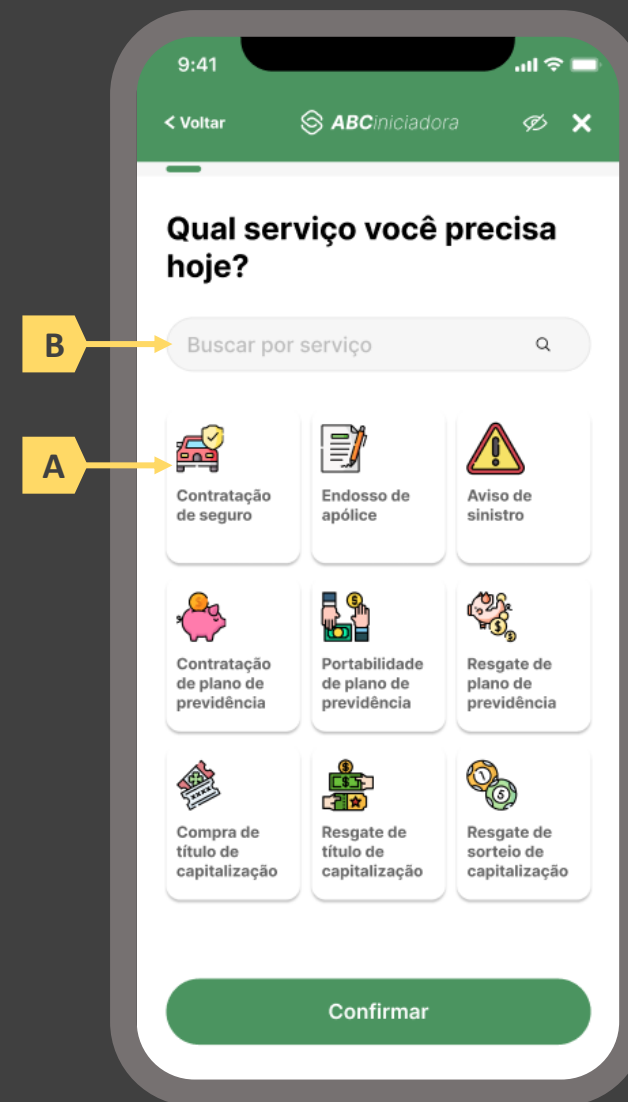 9:41
< Voltar
ABCiniciadora
Qual serviço você precisa
hoje?
B
Buscar por serviço
A
Contratação
de seguro
Endosso de
apólice
Aviso de
sinistro
Contratação
de plano de
previdência
Portabilidade
de plano de
previdência
Resgate de
plano de
previdência
Compra de
título de
capitalização
Resgate de
título de
capitalização
Resgate de
sorteio de
capitalização
Confirmar